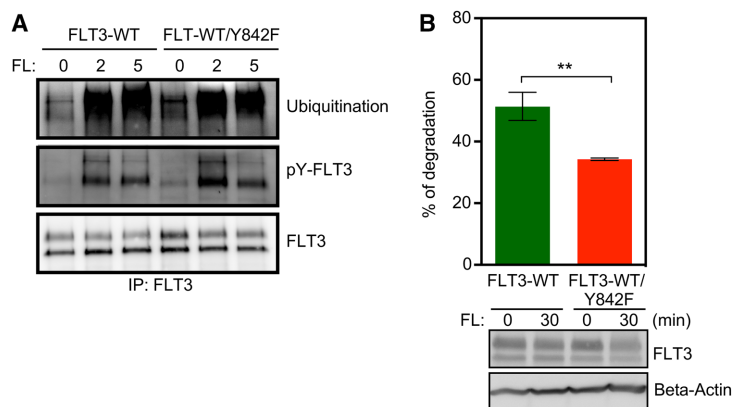 A
FLT3-WT FLT-WT/Y842F
FL: 0 2 5 0 2 5
Ubiquitination
pY-FLT3
FLT3
IP: FLT3
B
80
60
40
20
0
% of degradation
**
FLT3-WT FLT3-WT/
Y842F
FL: 0 30 0 30 (min)
FLT3
Beta-Actin